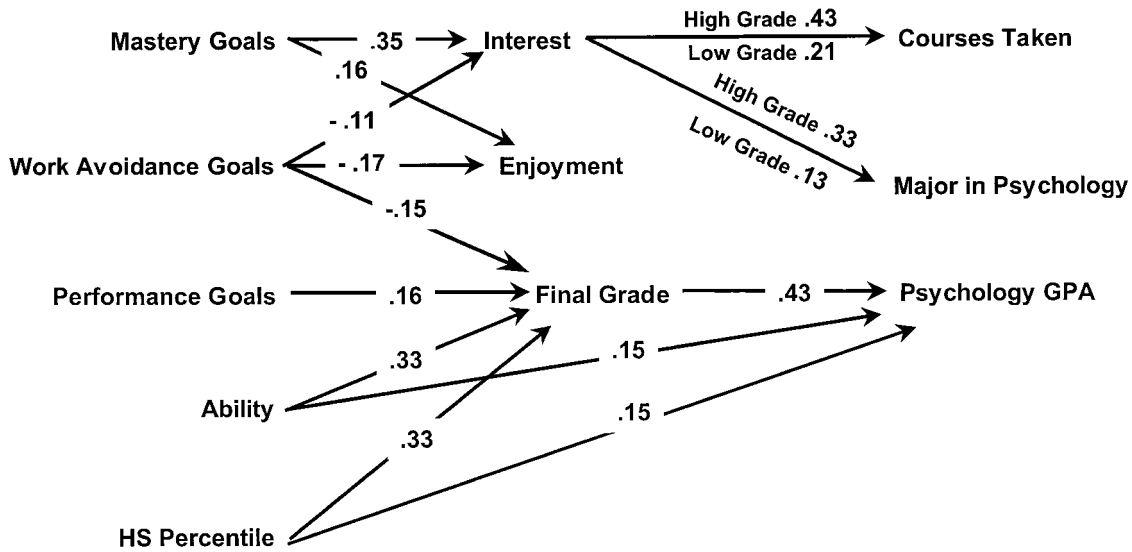 Mastery Goals .35 Interest High Grade .43 Courses Taken
Low Grade .21
.16
High Grade .33
- .11
Low Grade .13
Work Avoidance Goals - .17 Enjoyment
Major in Psychology
-.15
Performance Goals .16 Final Grade .43 Psychology GPA
.33 .15
Ability
.33 .15
HS Percentile